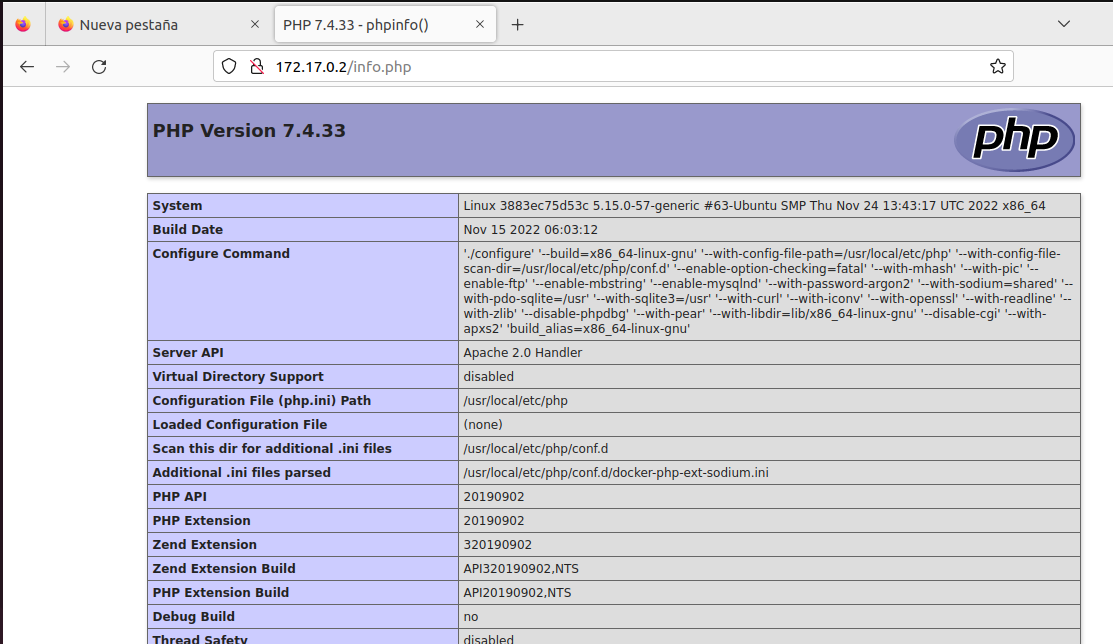 Nueva pestaña
PHP 7.4.33 - phpinfo()
172.17.0.2/info.php
PHP Version 7.4.33
php
System Linux 3883ec75d53c 5.15.0-57-generic #63-Ubuntu SMP Thu Nov 24 13:43:17 UTC 2022 x86_64
Build Date Nov 15 2022 06:03:12
Configure Command './configure' '--build=x86_64-linux-gnu' '--with-config-file-path=/usr/local/etc/php' '--with-config-file-
scan-dir=/usr/local/etc/php/conf.d' '--enable-option-checking=fatal' '--with-mhash' '--with-pic' '--
enable-ftp' '--enable-mbstring' '--enable-mysqlnd' '--with-password-argon2' '--with-sodium=shared' '--
with-pdo-sqlite=/usr' '--with-sqlite3=/usr' '--with-curl' '--with-iconv' '--with-openssl' '--with-readline' '--
with-zlib' '--disable-phpdbg' '--with-pear' '--with-libdir=lib/x86_64-linux-gnu' '--disable-cgi' '--with-
apxs2' 'build_alias=x86_64-linux-gnu'
Server API Apache 2.0 Handler
Virtual Directory Support disabled
Configuration File (php.ini) Path /usr/local/etc/php
Loaded Configuration File (none)
Scan this dir for additional .ini files /usr/local/etc/php/conf.d
Additional .ini files parsed /usr/local/etc/php/conf.d/docker-php-ext-sodium.ini
PHP API 20190902
PHP Extension 20190902
Zend Extension 320190902
Zend Extension Build API320190902,NTS
PHP Extension Build API20190902,NTS
Debug Build no
Thread Safety disabled